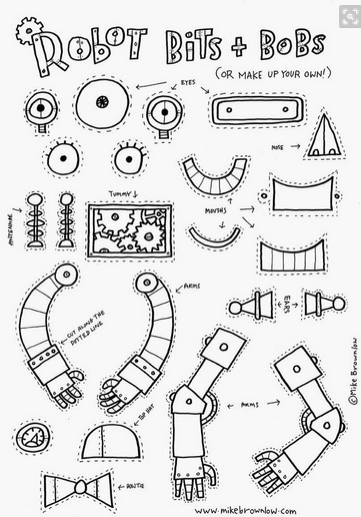 ROBOT BITS + BOBS
(OR MAKE UP YOUR OWN!)
EYES
NOSE
TUMMY
MOUTHS
ANTENNAE
EARS
ARMS
CUT ALONG THE
DOTTED LINE
ARMS
TOP HAT
BOWTIE
©Mike Brownlow
www.mikebrownlow.com